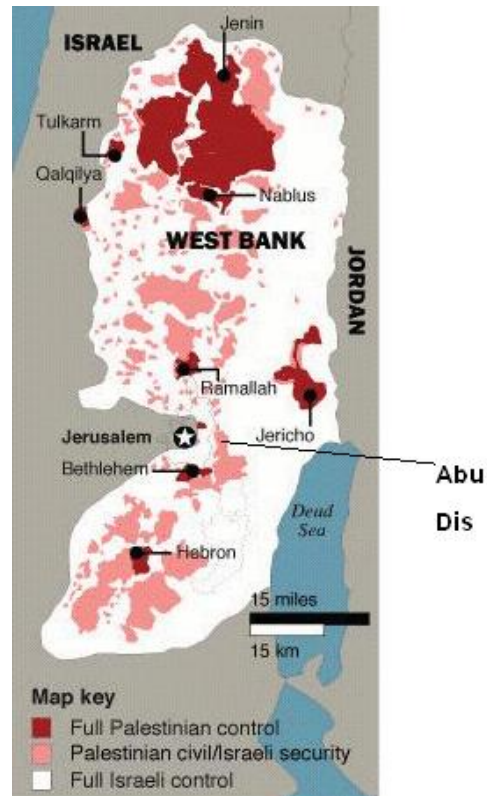 Jenin
ISRAEL
Tulkarm
Qalqilya
Nablus
WEST BANK
JORDAN
Ramallah
Jerusalem
Jericho
Bethlehem
Abu
Dis
Dead
Sea
Hebron
15 miles
15 km
Map key
Full Palestinian control
Palestinian civil/Israeli security
Full Israeli control